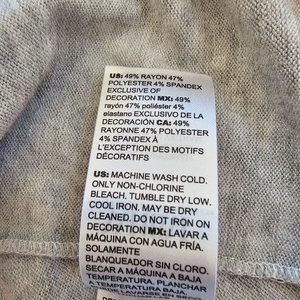 US: 49% RAYON 47%
POLYESTER 4% SPANDEX
EXCLUSIVE OF
DECORATION MX: 49%
rayón 47% poliéster 4%
elastano EXCLUSIVO DE LA
DECORACIÓN CA: 49%
RAYONNE 47% POLYESTER
4% SPANDEX À
L'EXCEPTION DES MOTIFS
DÉCORATIFS
US: MACHINE WASH COLD.
ONLY NON-CHLORINE
BLEACH. TUMBLE DRY LOW.
COOL IRON. MAY BE DRY
CLEANED. DO NOT IRON ON
DECORATION MX: LAVAR A
MÁQUINA CON AGUA FRÍA.
SOLAMENTE
BLANQUEADOR SIN CLORO.
SECAR A MÁQUINA A BAJA
TEMPERATURA. PLANCHAR
A TEMPERATURA BAJA.